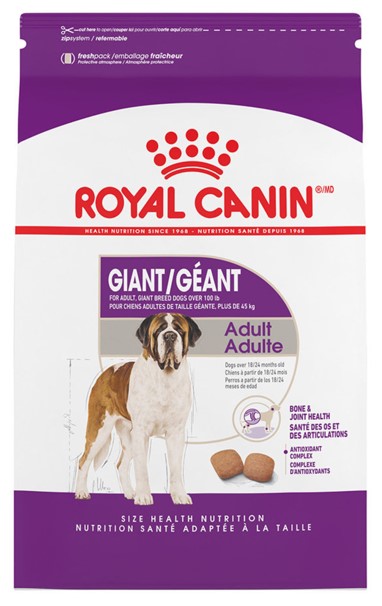 cut here to open/couper ici pour ouvrir/corte aqui para abrir
zipsystem / refermable
freshpack/emballage fraîcheur
Protective atmosphere / Atmosphère protectrice
ROYAL CANIN®/MD
HEALTH NUTRITION SINCE 1968 - NUTRITION SANTÉ DEPUIS 1968
GIANT/GÉANT
FOR ADULT, GIANT BREED DOGS OVER 100 lb
POUR CHIENS ADULTES DE TAILLE GÉANTE, PLUS DE 45 kg
Adult
Adulte
Dogs over 18/24 months old
Chiens à partir de 18/24 mois
Perros a partir de los 18/24
meses de edad
BONE &
JOINT HEALTH
SANTÉ DES OS ET
DES ARTICULATIONS
ANTIOXIDANT
COMPLEX
COMPLEXE
D'ANTIOXYDANTS
SIZE HEALTH NUTRITION
NUTRITION SANTÉ ADAPTÉE À LA TAILLE